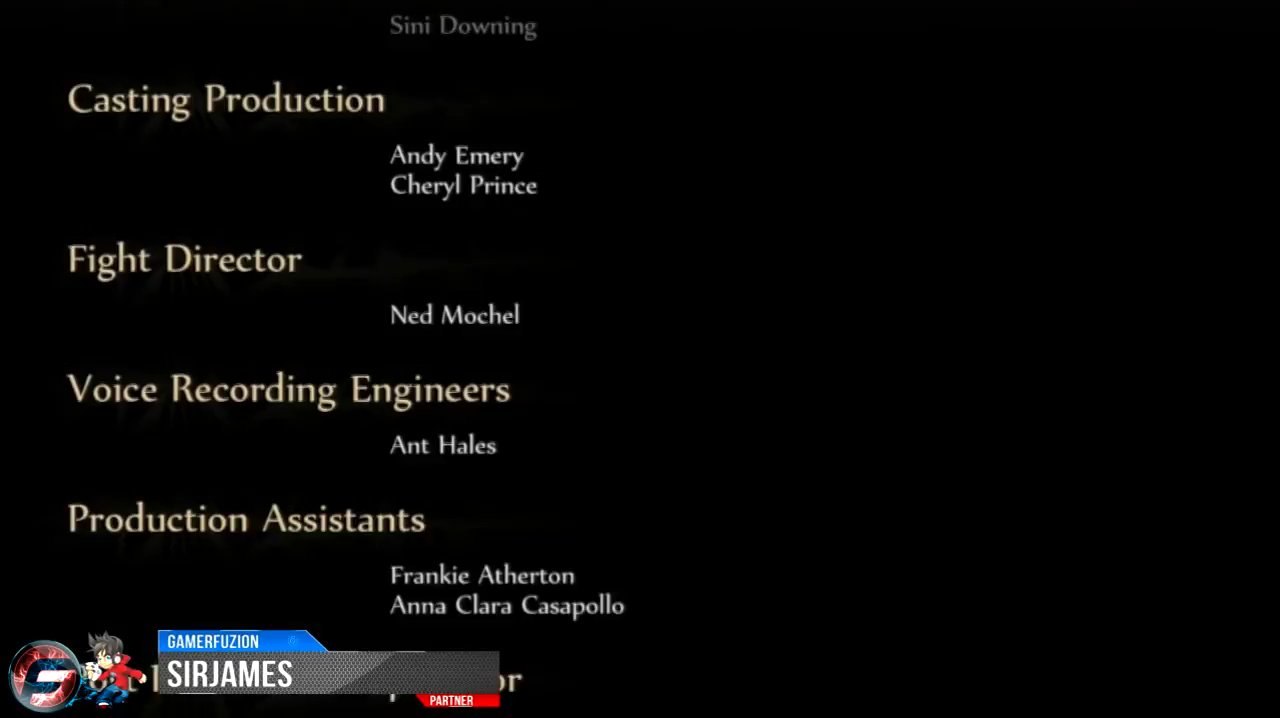 Sini Downing
Casting Production
Andy Emery
Cheryl Prince
Fight Director
Ned Mochel
Voice Recording Engineers
Ant Hales
Production Assistants
Frankie Atherton
Anna Clara Casapollo
GAMERFUZION
SIRJAMES
PARTNER